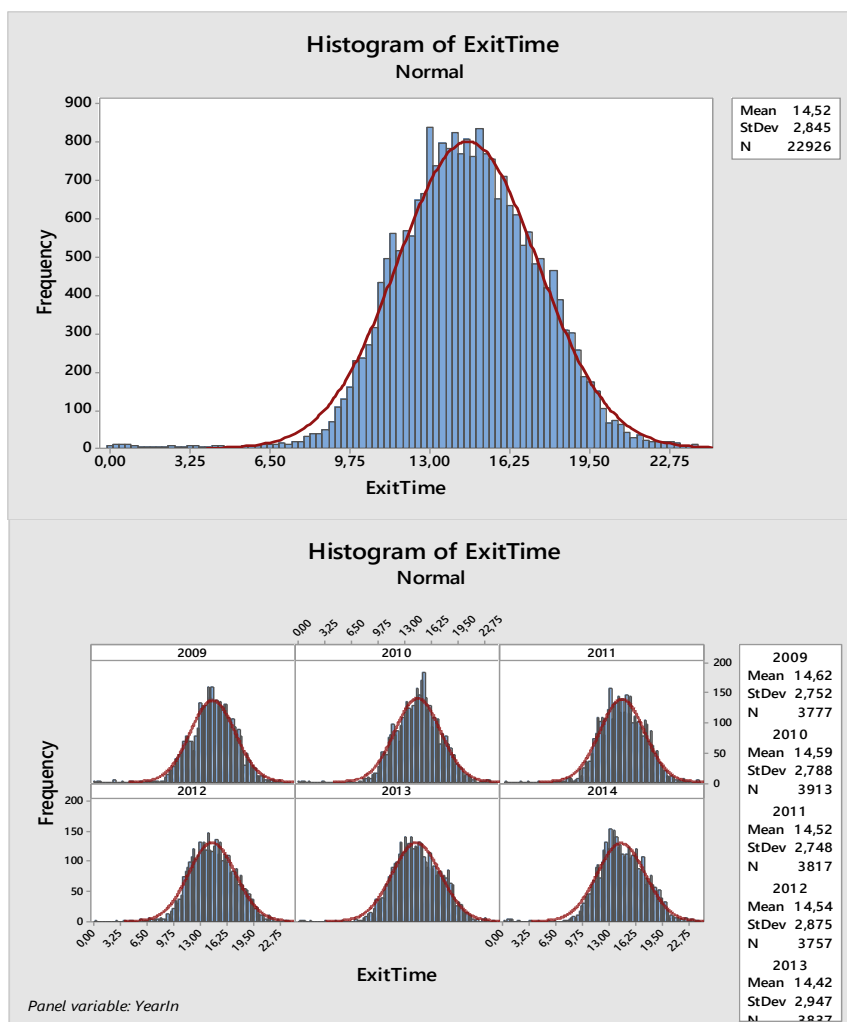 Histogram of ExitTime
Normal
900
800
700
600
500
400
300
200
100
0
Frequency
0,00 3,25 6,50 9,75 13,00 16,25 19,50 22,75
ExitTime
Mean 14,52
StDev 2,845
N 22926
Histogram of ExitTime
Normal
0,00 3,25 6,50 9,75 13,00 16,25 19,50 22,75
2009 2010 2011
200
150
100
50
0
2012 2013 2014
200
150
100
50
0
Frequency
0,00 3,25 6,50 9,75 13,00 16,25 19,50 22,75
0,00 3,25 6,50 9,75 13,00 16,25 19,50 22,75
ExitTime
Panel variable: YearIn
2009
Mean 14,62
StDev 2,752
N 3777
2010
Mean 14,59
StDev 2,788
N 3913
2011
Mean 14,52
StDev 2,748
N 3817
2012
Mean 14,54
StDev 2,875
N 3757
2013
Mean 14,42
StDev 2,947
N 3837